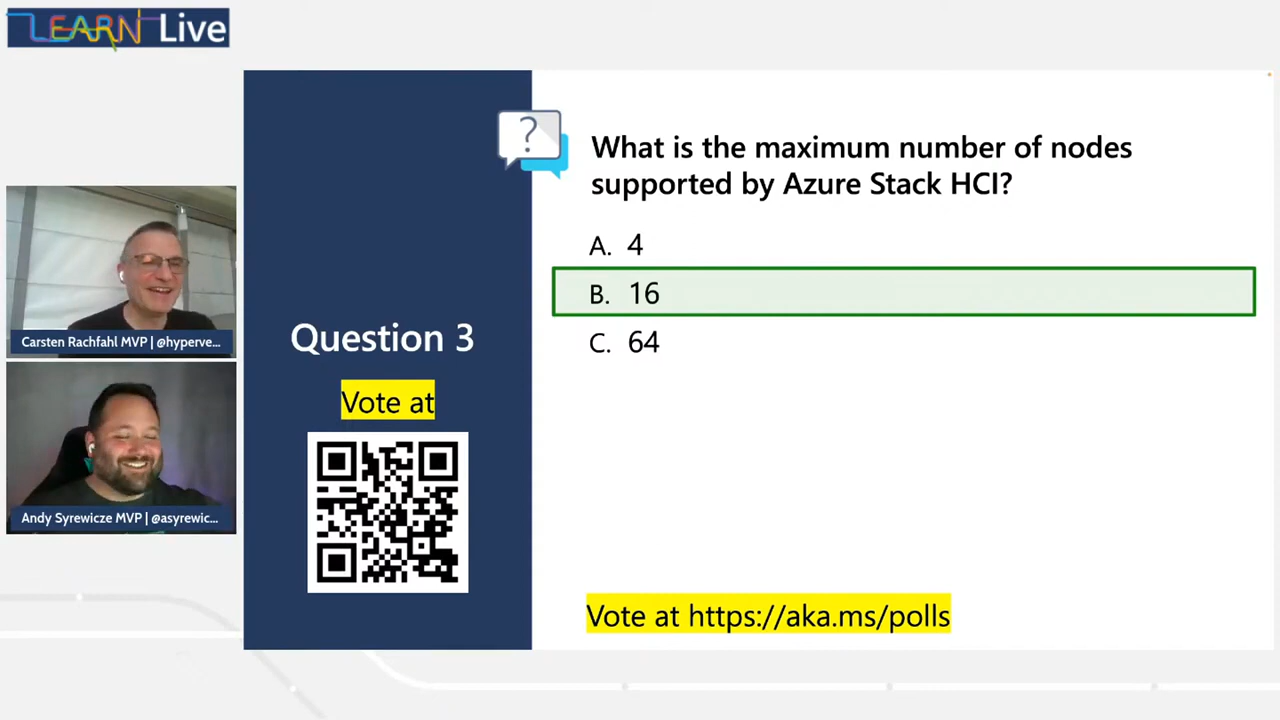 LEARN Live
What is the maximum number of nodes
supported by Azure Stack HCI?
A. 4
B. 16
C. 64
Question 3
Vote at
Vote at https://aka.ms/polls
Carsten Rachfahl MVP | @hyperve...
Andy Syrewicze MVP | @asyrewic...